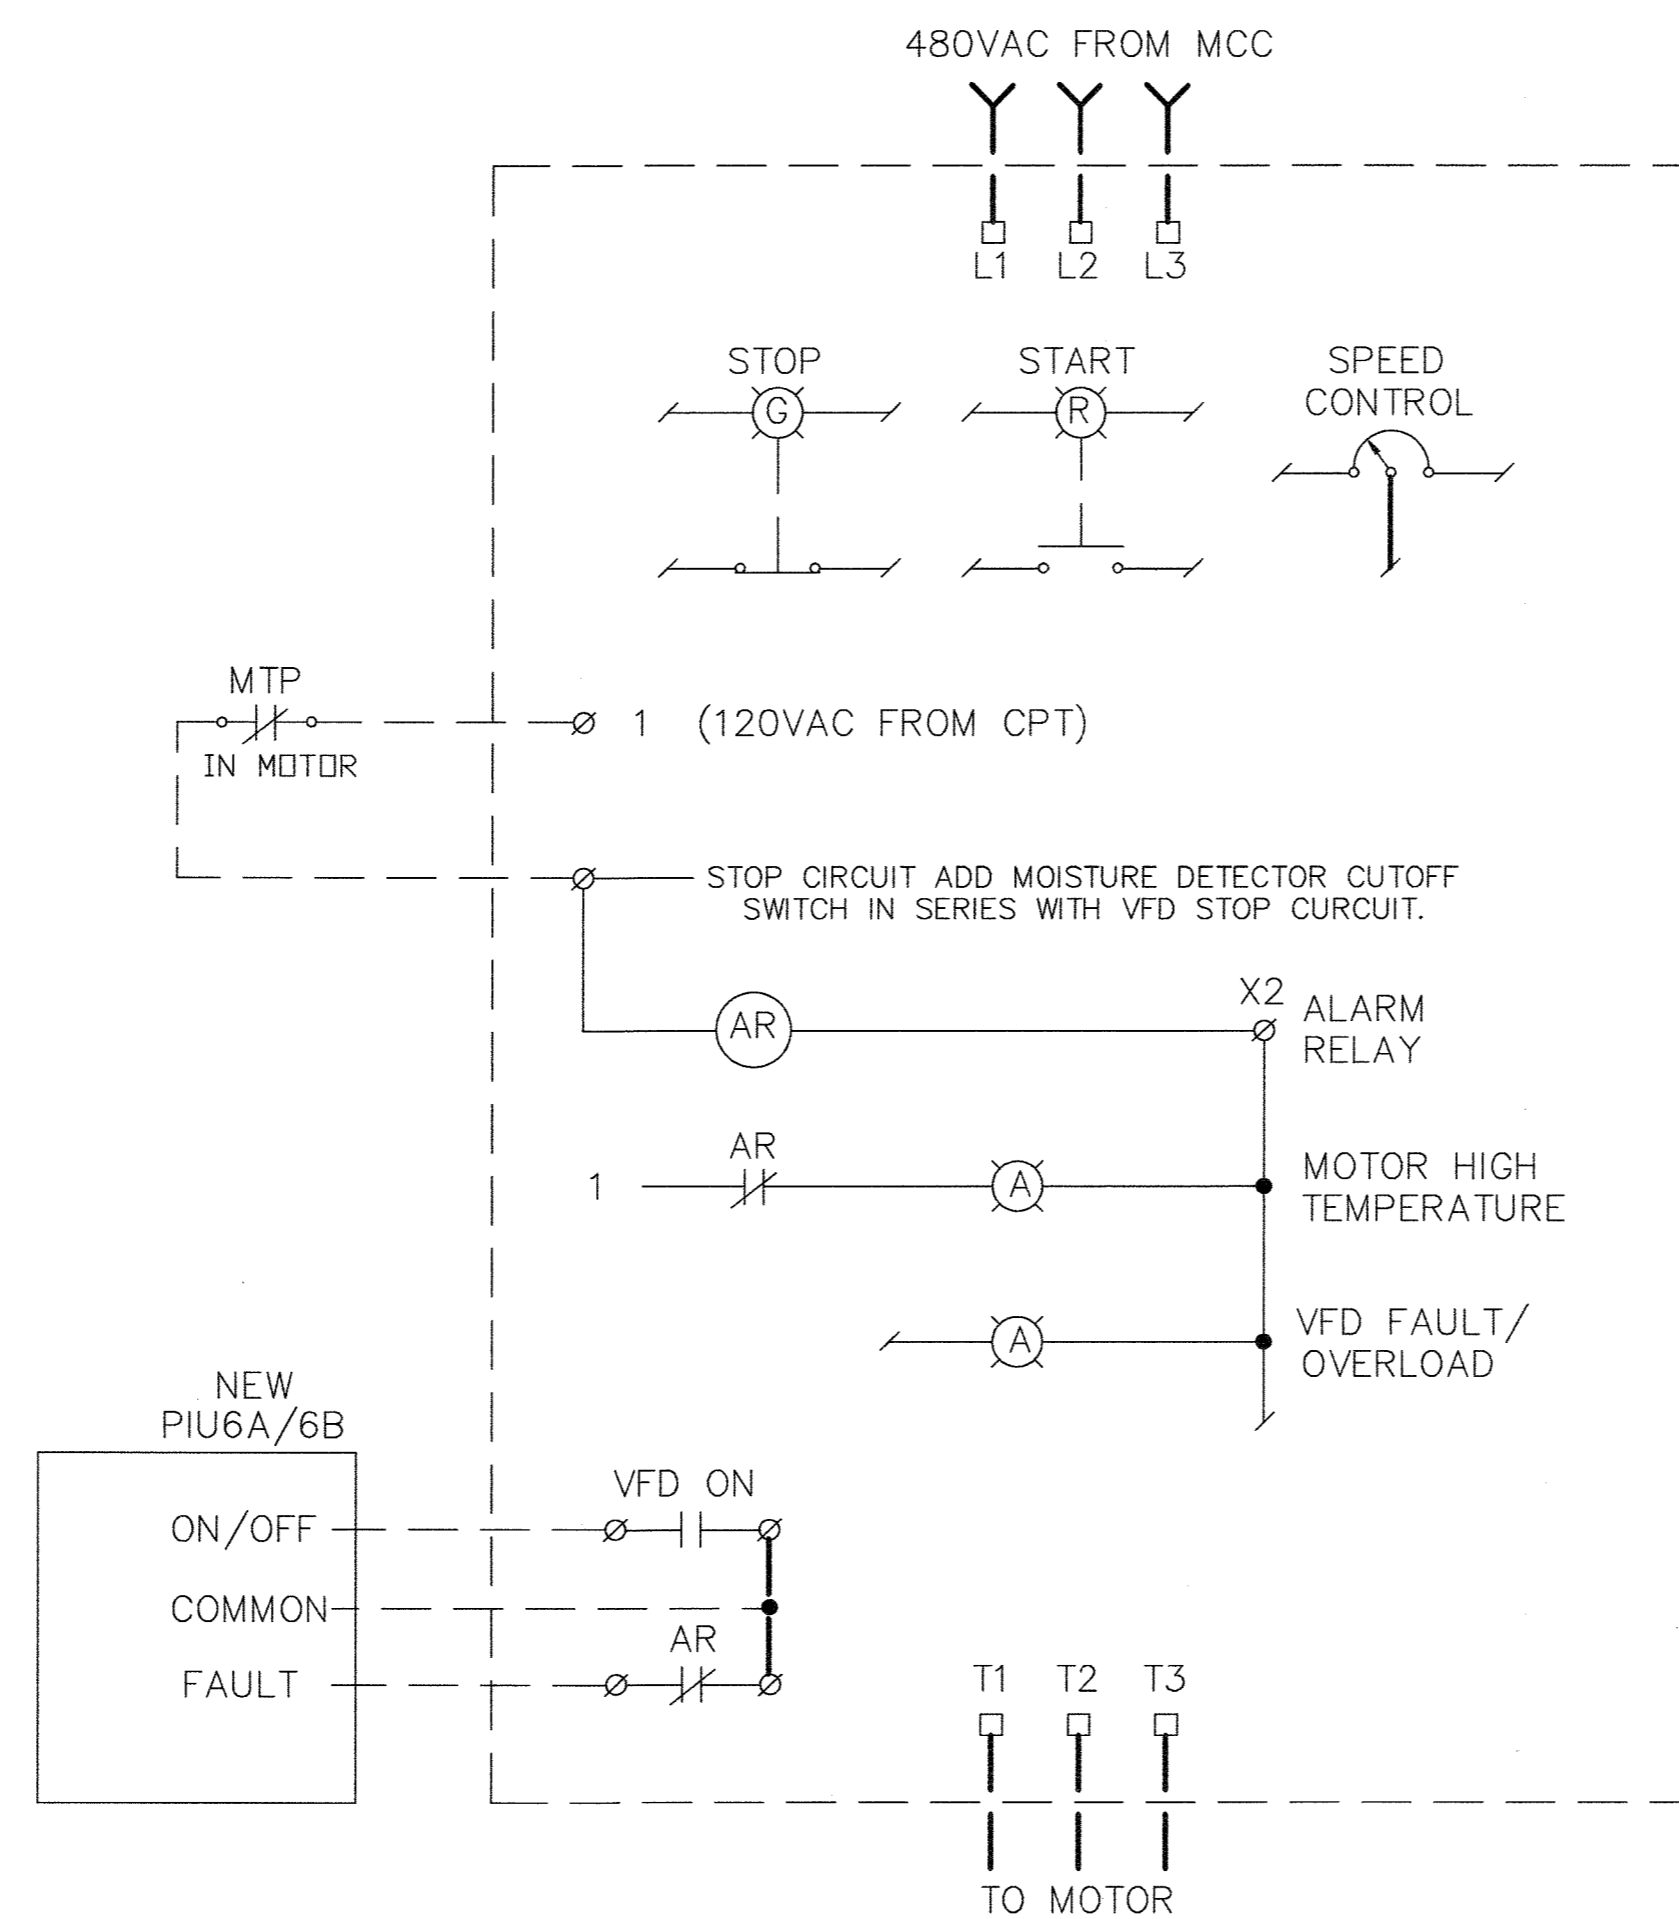 480VAC FROM MCC
L1 L2 L3
STOP START SPEED
CONTROL
G R
MTP
IN MOTOR
1 (120VAC FROM CPT)
STOP CIRCUIT ADD MOISTURE DETECTOR CUTOFF
SWITCH IN SERIES WITH VFD STOP CURCUIT.
X2
AR
ALARM
RELAY
AR
1 A
MOTOR HIGH
TEMPERATURE
A
VFD FAULT/
OVERLOAD
NEW
PIU6A/6B
VFD ON
ON/OFF
COMMON
AR
FAULT
T1 T2 T3
TO MOTOR